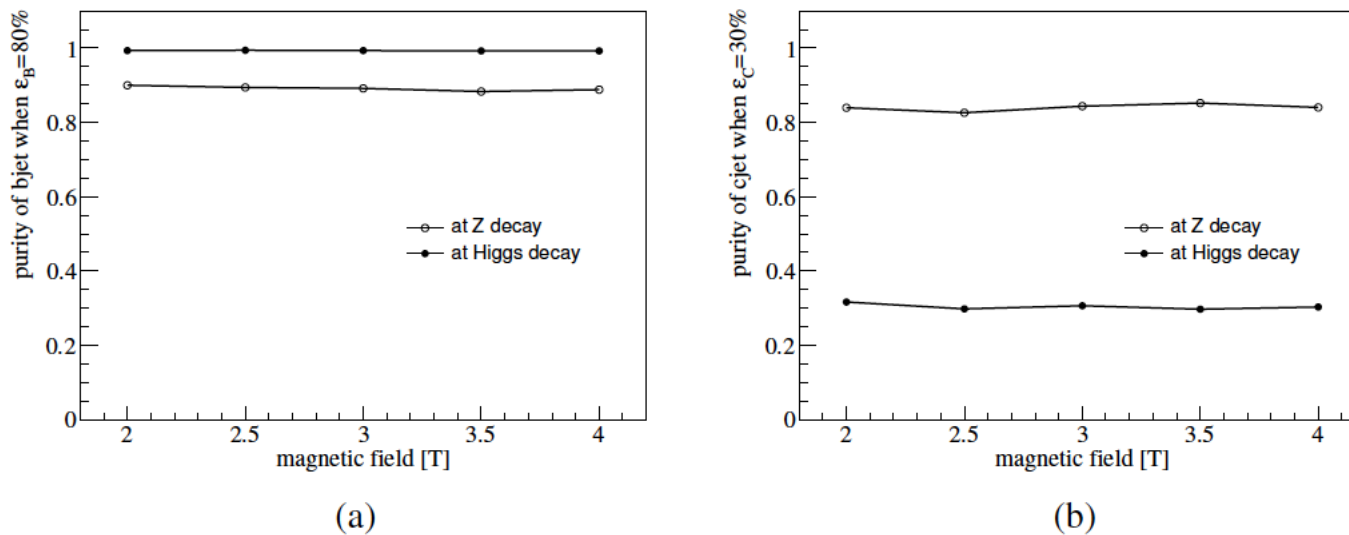 purity of bjet when ε_B=80%
1
0.8
0.6
0.4
0.2
0
at Z decay
at Higgs decay
2 2.5 3 3.5 4
magnetic field [T]
(a)
purity of cjet when ε_C=30%
1
0.8
0.6
0.4
0.2
0
at Z decay
at Higgs decay
2 2.5 3 3.5 4
magnetic field [T]
(b)